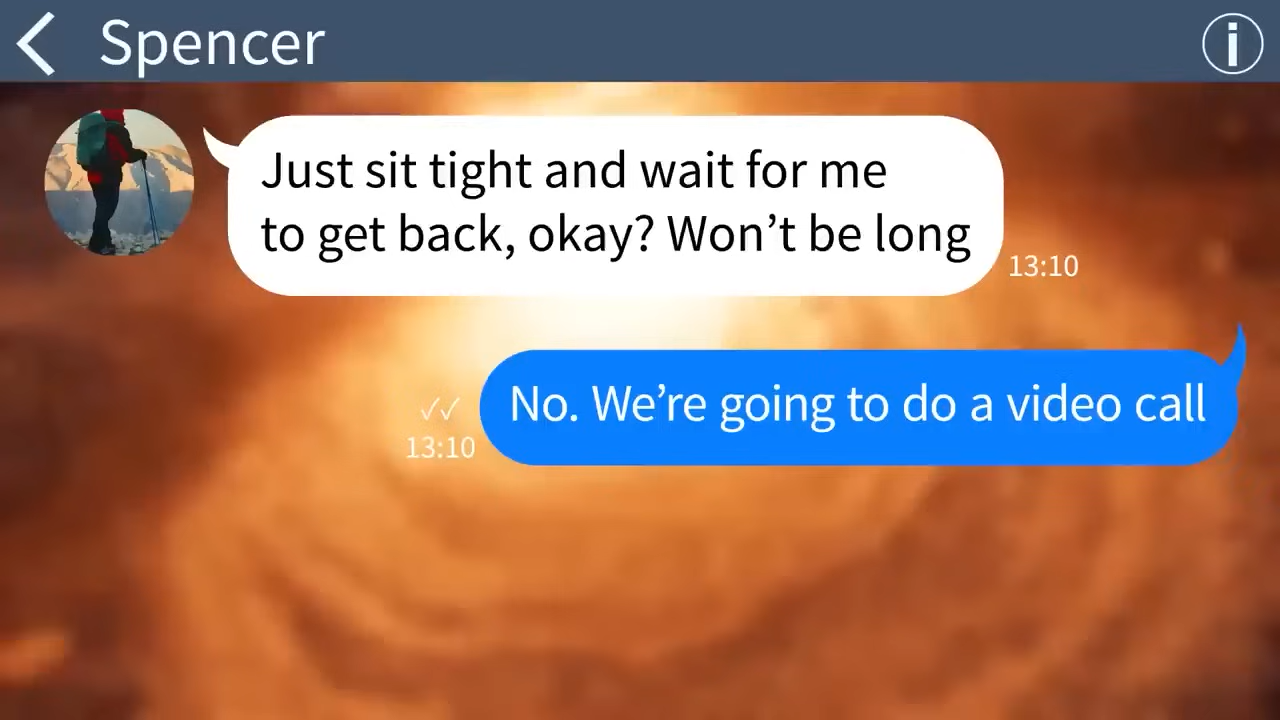 Spencer
Just sit tight and wait for me
to get back, okay? Won’t be long
13:10
No. We’re going to do a video call
13:10